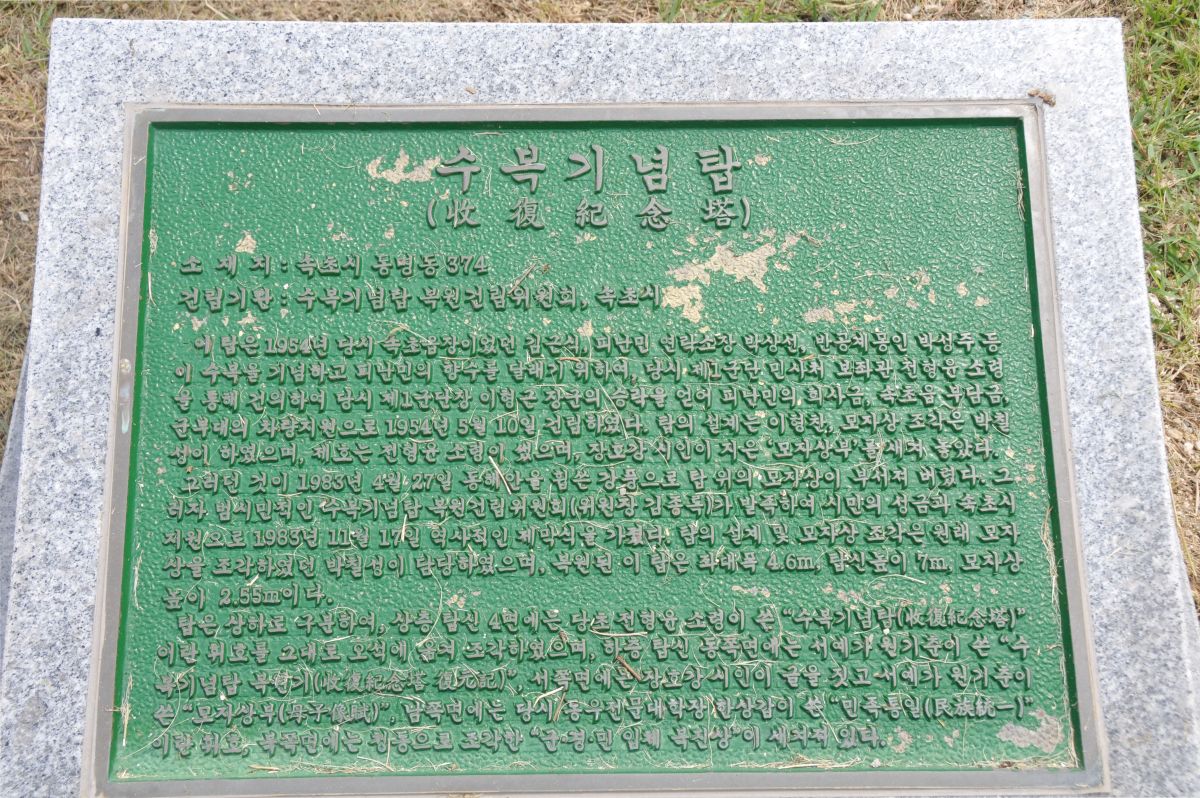 수복기념탑
(收復紀念塔)
소 재 지 : 속초시 동명동 374
건립기관 : 수복기념탑 복원건립위원회, 속초시
이 탑은 1954년 당시 속초읍장이었던 김근식, 피난민 연락소장 박상선, 반공체몽인 박성주 등
이 수복을 기념하고 피난민의 향수를 달래기 위하여, 당시 제1군단 민사처 보좌관 전형윤 소령
을 통해 건의하여 당시 제1군단장 이형근 장군의 승락을 얻어 피난민의 희사금, 속초읍 부담금,
군부대의 차량지원으로 1954년 5월 10일 건립하였다. 탑의 설계는 이형찬, 모자상 조각은 박칠
성이 하였으며, 제호는 전형윤 소령이 썼으며, 장호강 시인이 지은 '모자상부'를 새겨 놓았다.
그러던 것이 1983년 4월 27일 동해안을 휩쓴 강풍으로 탑 위의 모자상이 부서져 버렸다. 그
러자 범시민적인 수복기념탑 복원건립위원회(위원장 김종록)가 발족하여 시민의 성금과 속초시
지원으로 1983년 11월 17일 역사적인 제막식을 가졌다. 탑의 설계 및 모자상 조각은 원래 모자
상을 조각하였던 박칠성이 담당하였으며, 복원된 이 탑은 좌대폭 4.6m, 탑신높이 7m, 모자상
높이 2.55m이다.
탑은 상하로 구분하여, 상층 탑신 4면에는 당초 전형윤 소령이 쓴 "수복기념탑(收復紀念塔)"
이란 휘호를 그대로 오석에 옮겨 조각하였으며, 하층 탑신 동쪽면에는 서예가 원기춘이 쓴 "수
복기념탑 복원기(收復紀念塔 復元記)", 서쪽면에는 장호강 시인이 글을 짓고 서예가 원기춘이
쓴 "모자상부(母子像賦)", 남쪽면에는 당시 동우전문대학장 한상갑이 쓴 "민족통일(民族統一)"
이란 휘호, 북쪽면에는 청동으로 조각한 "군·경·민 일체 북진상"이 새겨져 있다.